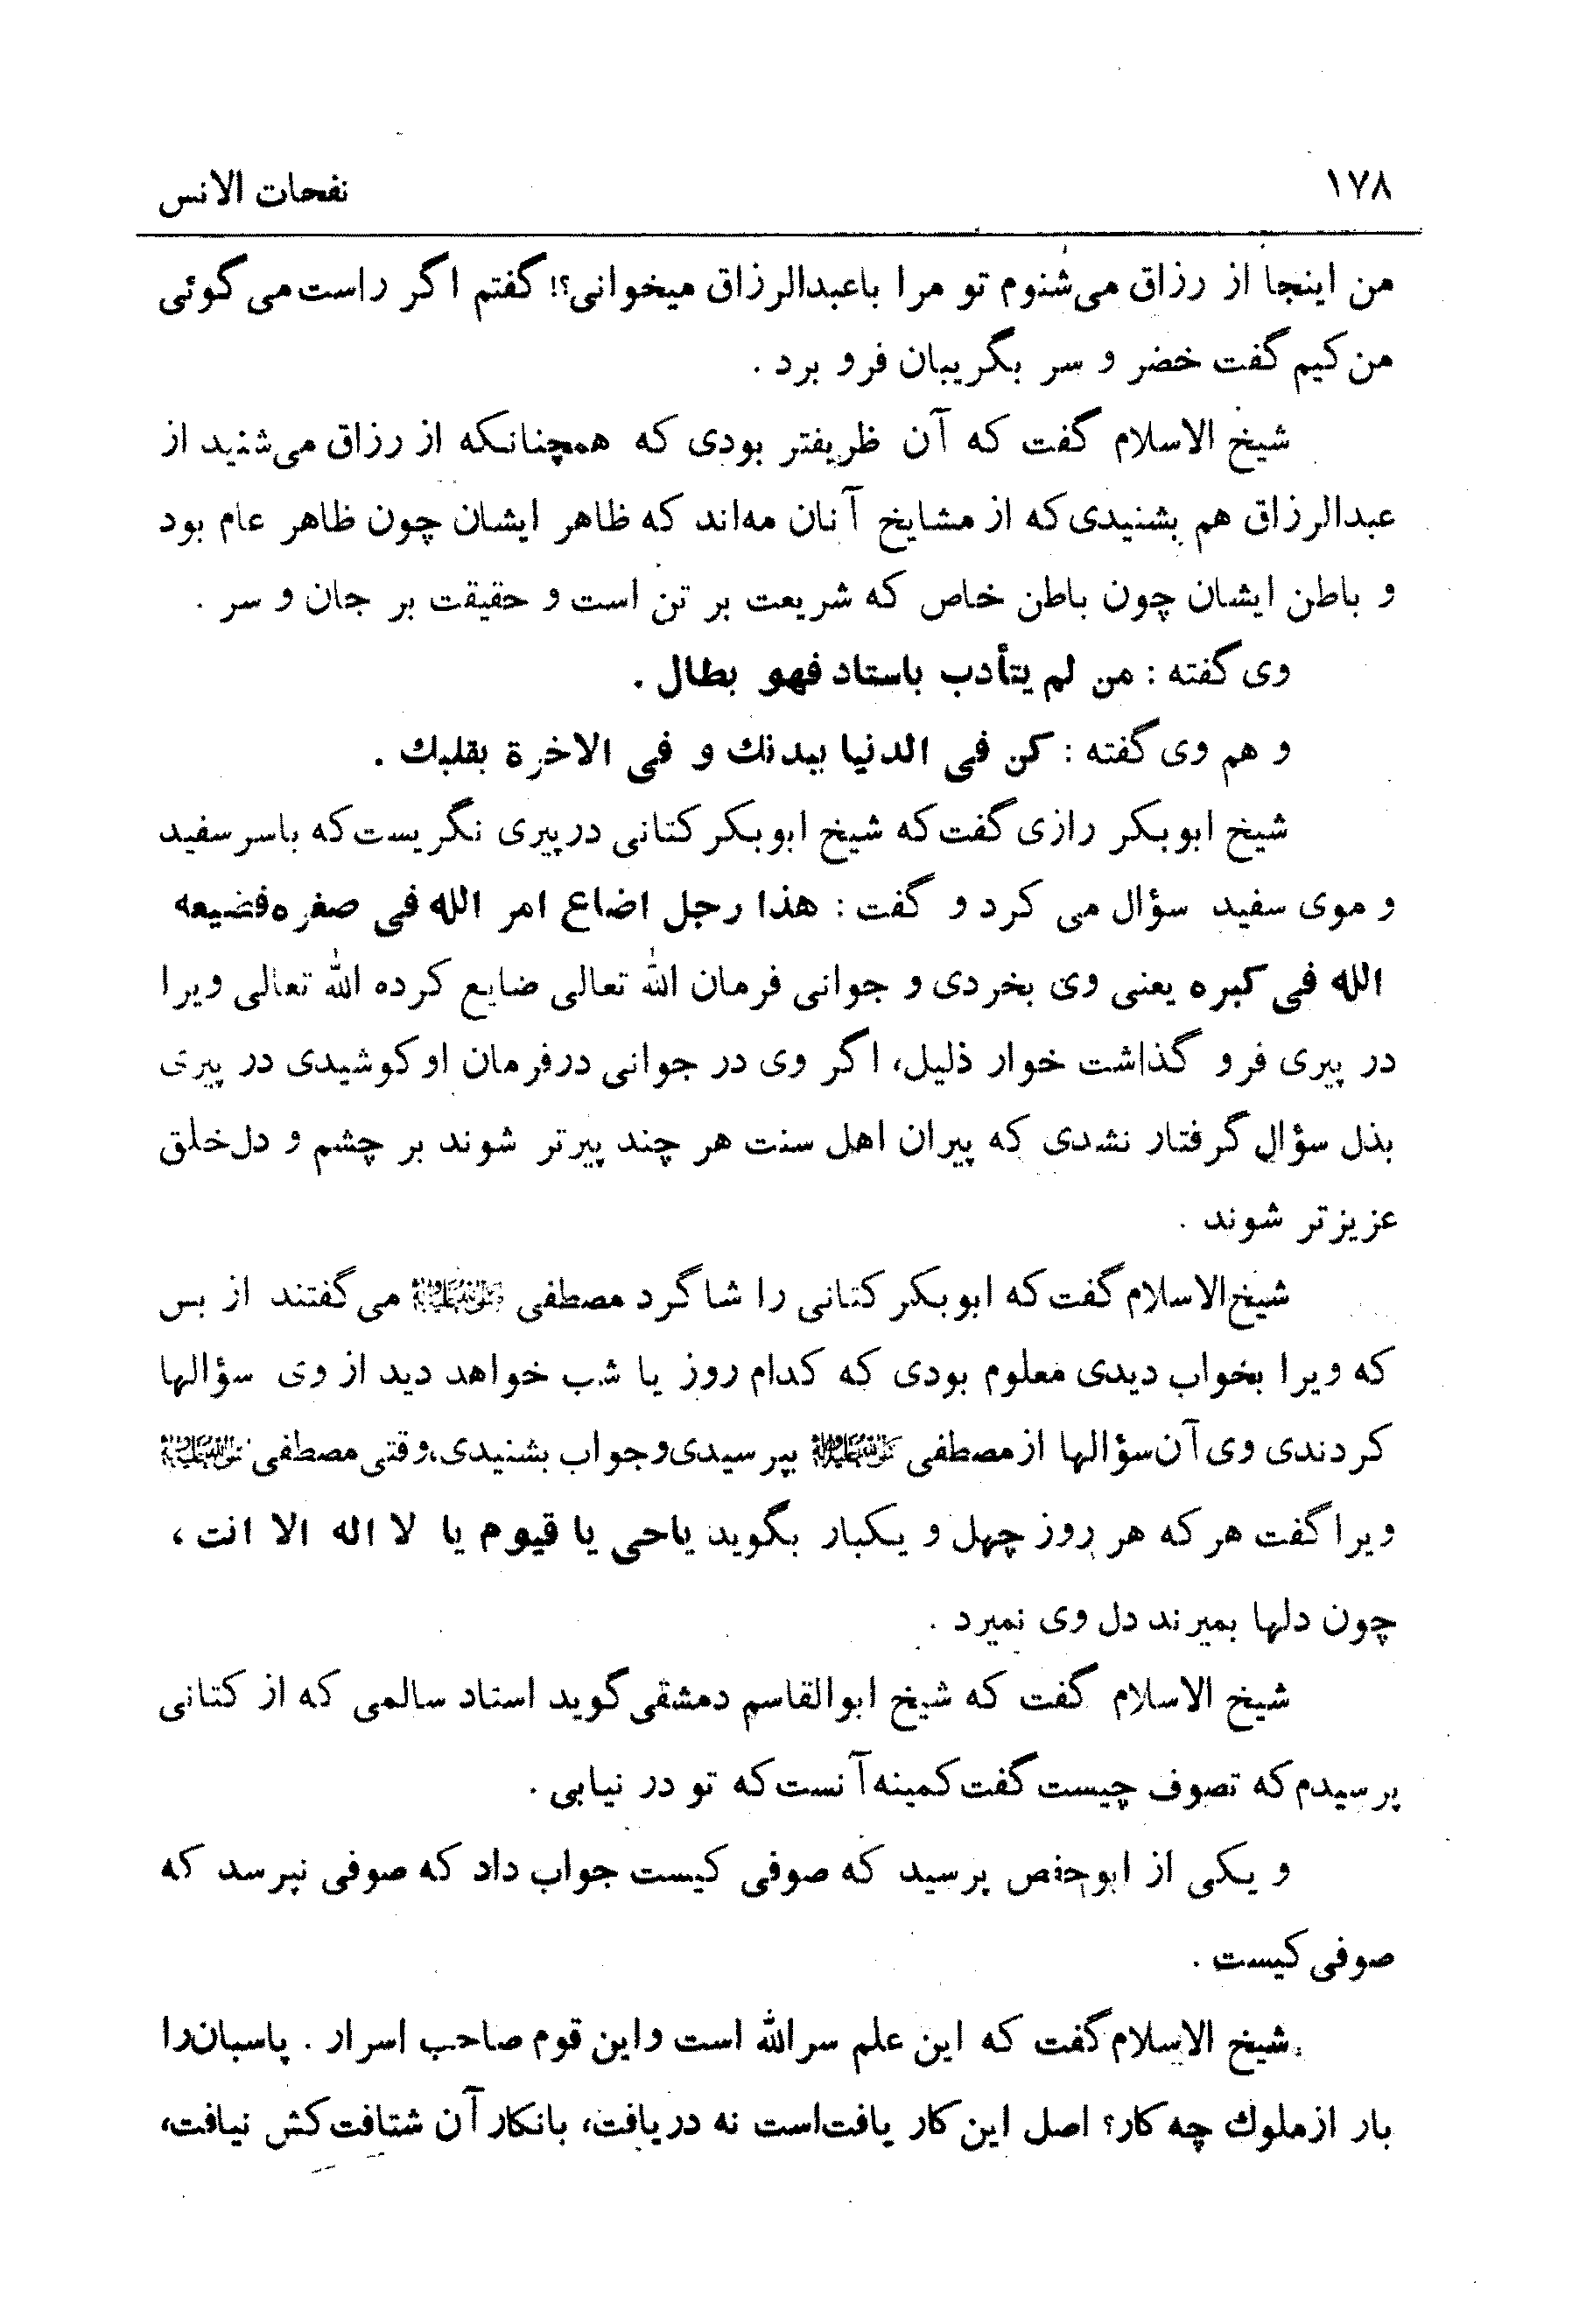 ۱۷۸
نفحات الانس
من اینجا از رزاق می‌شنوم تو مرا باعبدالرزاق میخوانی؟! گفتم اگر راست می گوئی
من کیم گفت خضر و سر بگریبان فرو برد .
شیخ الاسلام گفت که آن ظریفتر بودی که همچنانکه از رزاق می‌شنید از
عبدالرزاق هم بشنیدی که از مشایخ آنان مه‌اند که ظاهر ایشان چون ظاهر عام بود
و باطن ایشان چون باطن خاص که شریعت بر تن است و حقیقت بر جان و سر .
وی گفته : من لم یتأدب باستاد فهو بطال .
و هم وی گفته : کن فی الدنیا ببدنك و فی الاخرة بقلبك .
شیخ ابوبکر رازی گفت که شیخ ابوبکر کتانی در پیری نگریست که باسر سفید
و موی سفید سؤال می کرد و گفت : هذا رجل اضاع امر الله فی صغره فضیعه
الله فی کبره یعنی وی بخردی و جوانی فرمان الله تعالی ضایع کرده الله تعالی ویرا
در پیری فرو گذاشت خوار ذلیل، اگر وی در جوانی در فرمان او کوشیدی در پیری
بذل سؤال گرفتار نشدی که پیران اهل سنت هر چند پیرتر شوند بر چشم و دل خلق
عزیزتر شوند .
شیخ الاسلام گفت که ابوبکر کتانی را شاگرد مصطفی ﷺ می گفتند از بس
که ویرا بخواب دیدی معلوم بودی که کدام روز یا شب خواهد دید از وی سؤالها
کردندی وی آن سؤالها از مصطفی ﷺ بپرسیدی و جواب بشنیدی، وقتی مصطفی ﷺ
ویرا گفت هر که هر روز چهل و یکبار بگوید یاحی یا قیوم یا لا اله الا انت ،
چون دلها بمیرند دل وی نمیرد .
شیخ الاسلام گفت که شیخ ابوالقاسم دمشقی گوید استاد سالمی که از کتانی
پرسیدم که تصوف چیست گفت کمینه آنست که تو در نیابی .
و یکی از ابوحفص پرسید که صوفی کیست جواب داد که صوفی نپرسد که
صوفی کیست .
شیخ الاسلام گفت که این علم سرالله است و این قوم صاحب اسرار . پاسبان را
بار از ملوك چه کار؟ اصل این کار یافت است نه دریافت، بانکار آن شتافت کش نیافت،